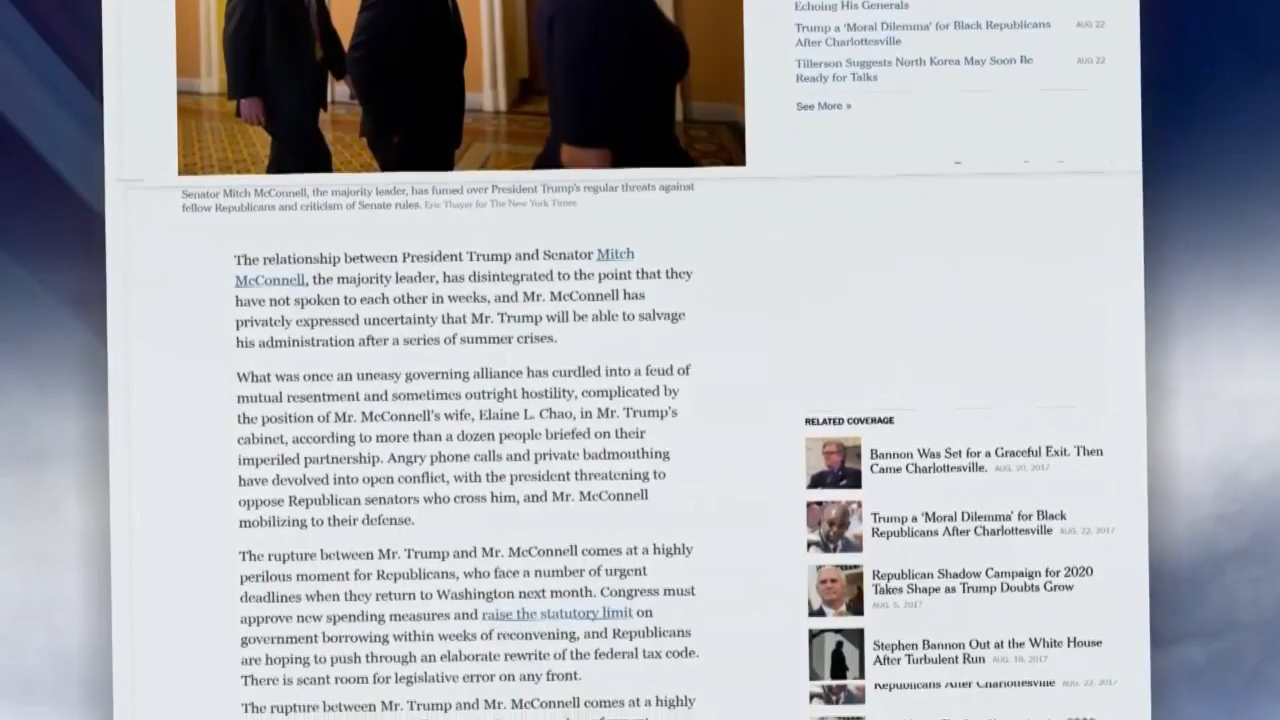 Echoing His Generals
Trump a ‘Moral Dilemma’ for Black Republicans AUG 22
After Charlottesville
Tillerson Suggests North Korea May Soon Be AUG 22
Ready for Talks
See More »
Senator Mitch McConnell, the majority leader, has fumed over President Trump’s regular threats against
fellow Republicans and criticism of Senate rules. Eric Thayer for The New York Times
The relationship between President Trump and Senator Mitch
McConnell, the majority leader, has disintegrated to the point that they
have not spoken to each other in weeks, and Mr. McConnell has
privately expressed uncertainty that Mr. Trump will be able to salvage
his administration after a series of summer crises.
What was once an uneasy governing alliance has curdled into a feud of
mutual resentment and sometimes outright hostility, complicated by
the position of Mr. McConnell’s wife, Elaine L. Chao, in Mr. Trump’s
cabinet, according to more than a dozen people briefed on their
imperiled partnership. Angry phone calls and private badmouthing
have devolved into open conflict, with the president threatening to
oppose Republican senators who cross him, and Mr. McConnell
mobilizing to their defense.
The rupture between Mr. Trump and Mr. McConnell comes at a highly
perilous moment for Republicans, who face a number of urgent
deadlines when they return to Washington next month. Congress must
approve new spending measures and raise the statutory limit on
government borrowing within weeks of reconvening, and Republicans
are hoping to push through an elaborate rewrite of the federal tax code.
There is scant room for legislative error on any front.
The rupture between Mr. Trump and Mr. McConnell comes at a highly
RELATED COVERAGE
Bannon Was Set for a Graceful Exit. Then
Came Charlottesville. AUG. 20, 2017
Trump a ‘Moral Dilemma’ for Black
Republicans After Charlottesville AUG. 22, 2017
Republican Shadow Campaign for 2020
Takes Shape as Trump Doubts Grow
AUG. 5, 2017
Stephen Bannon Out at the White House
After Turbulent Run AUG. 18, 2017
Republicans After Charlottesville AUG. 22, 2017